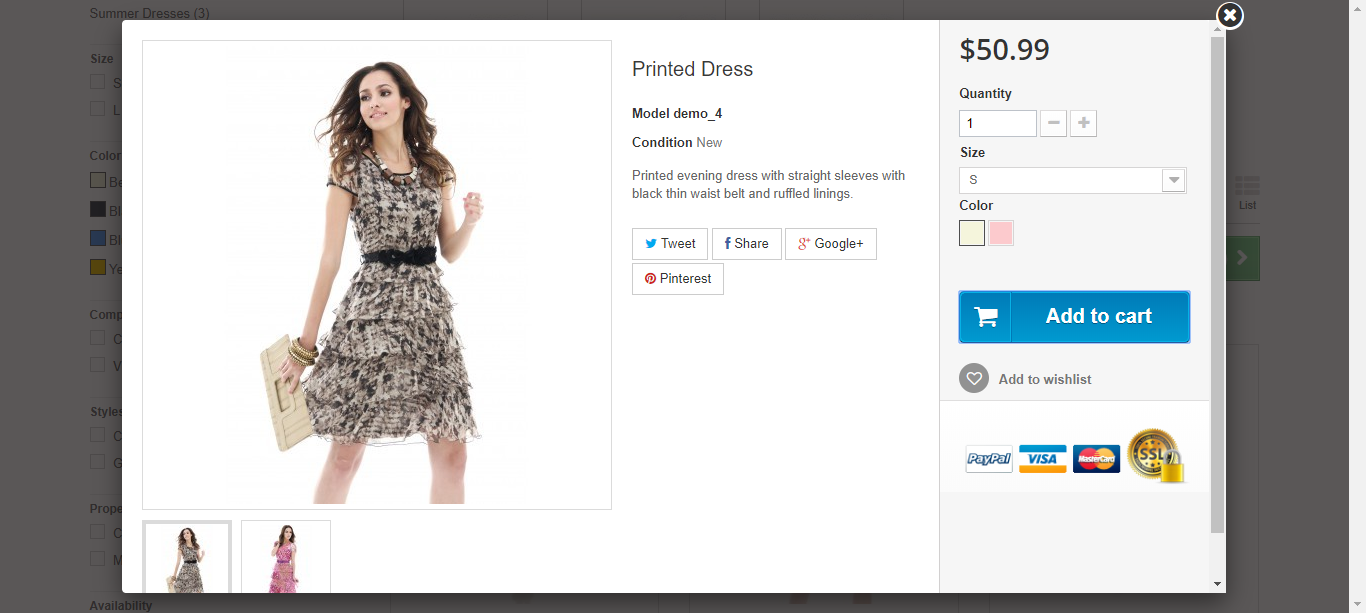 Summer Dresses (3)
Size
S
L
Color
Be
Bl
Bl
Ye
Comp
C
V
Styles
C
G
Prope
C
M
Availability
Printed Dress
Model demo_4
Condition New
Printed evening dress with straight sleeves with
black thin waist belt and ruffled linings.
Tweet
Share
Google+
Pinterest
$50.99
Quantity
1
Size
S
Color
Add to cart
Add to wishlist
PayPal VISA MasterCard SSL
List